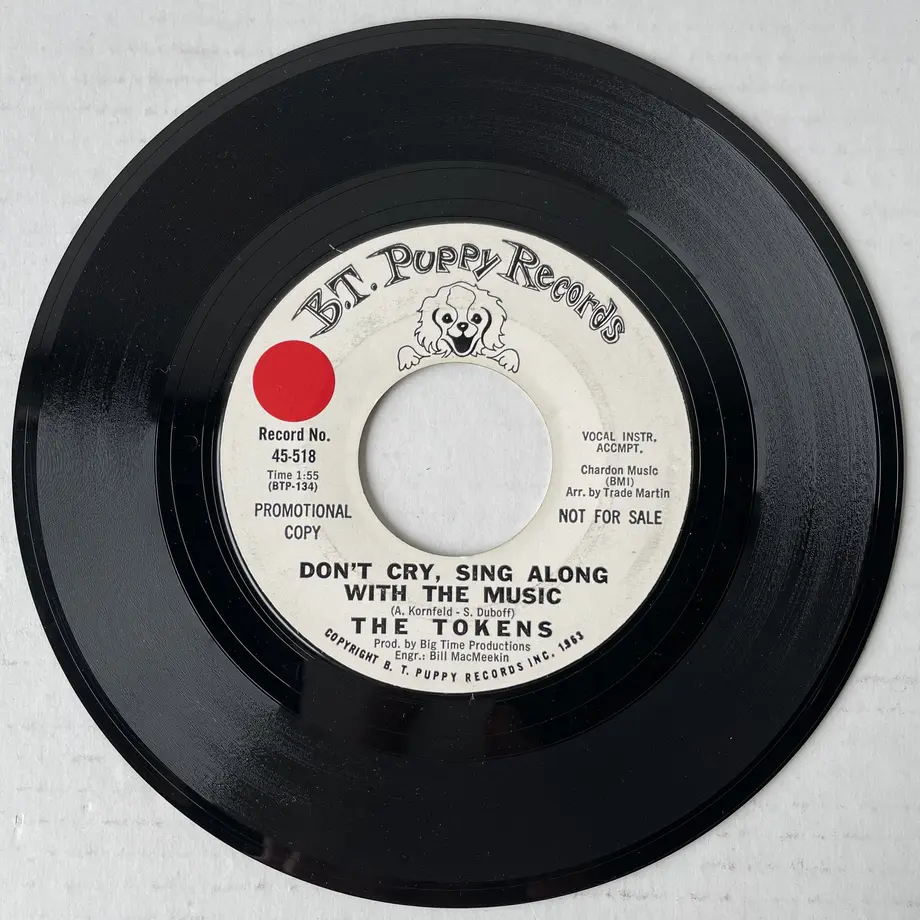 B.T. PUPPY RECORDS
Record No.
45-518
Time 1:55
(BTP-134)
PROMOTIONAL
COPY
VOCAL INSTR.
ACCMPT.
Chardon Music
(BMI)
Arr. by Trade Martin
NOT FOR SALE
DON'T CRY, SING ALONG
WITH THE MUSIC
(A. Kornfeld - S. Duboff)
THE TOKENS
Prod. by Big Time Productions
Engr.: Bill MacMeekin
COPYRIGHT B. T. PUPPY RECORDS INC. 1963